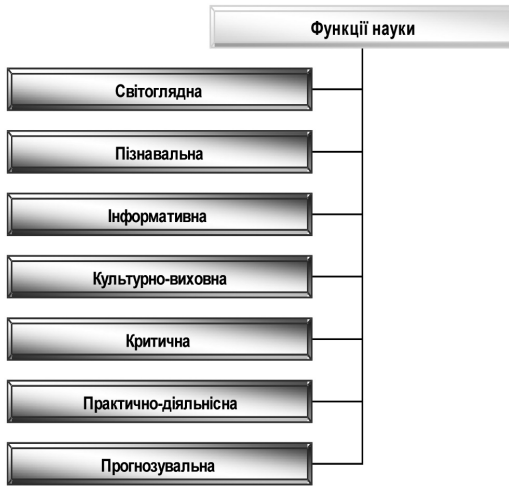 Функції науки
Світоглядна
Пізнавальна
Інформативна
Культурно-виховна
Критична
Практично-діяльнісна
Прогнозувальна